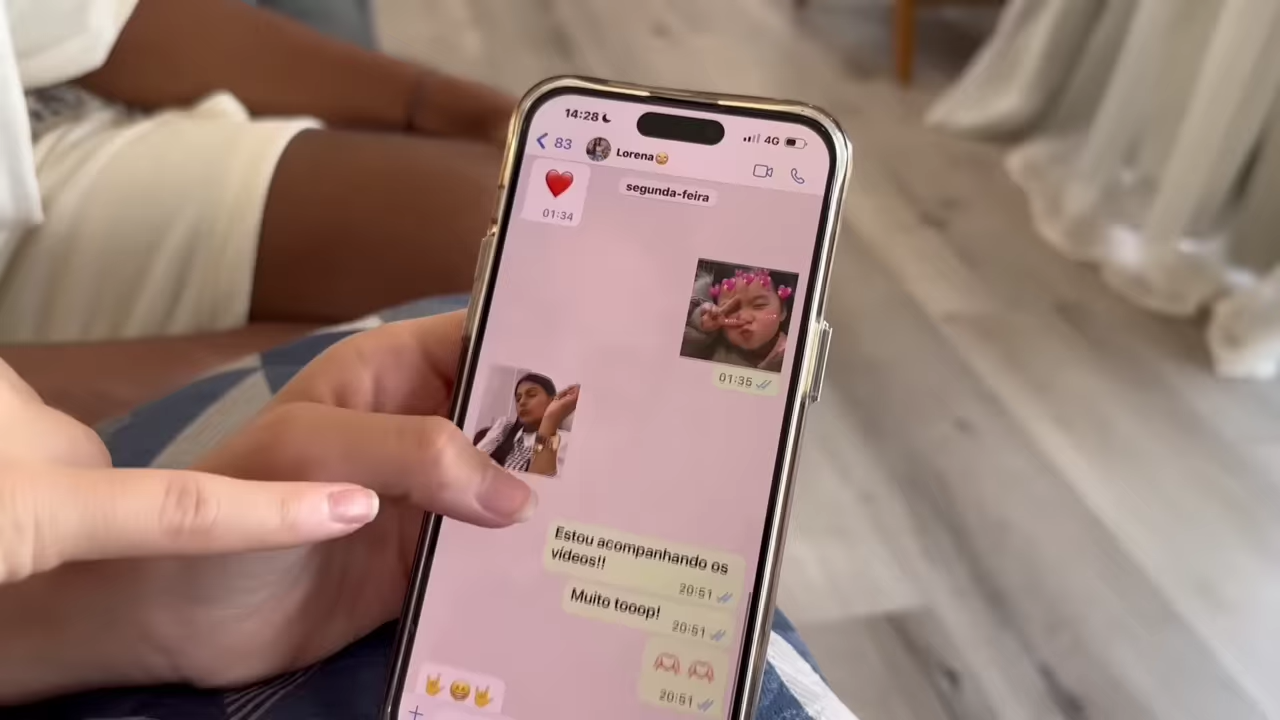 14:28
4G
83
Lorena😁
segunda-feira
❤️
01:34
01:35
Estou acompanhando os
vídeos!!
20:51
Muito tooop!
20:51
🫶🏻 🫶🏻
20:51
🤟😄🤟